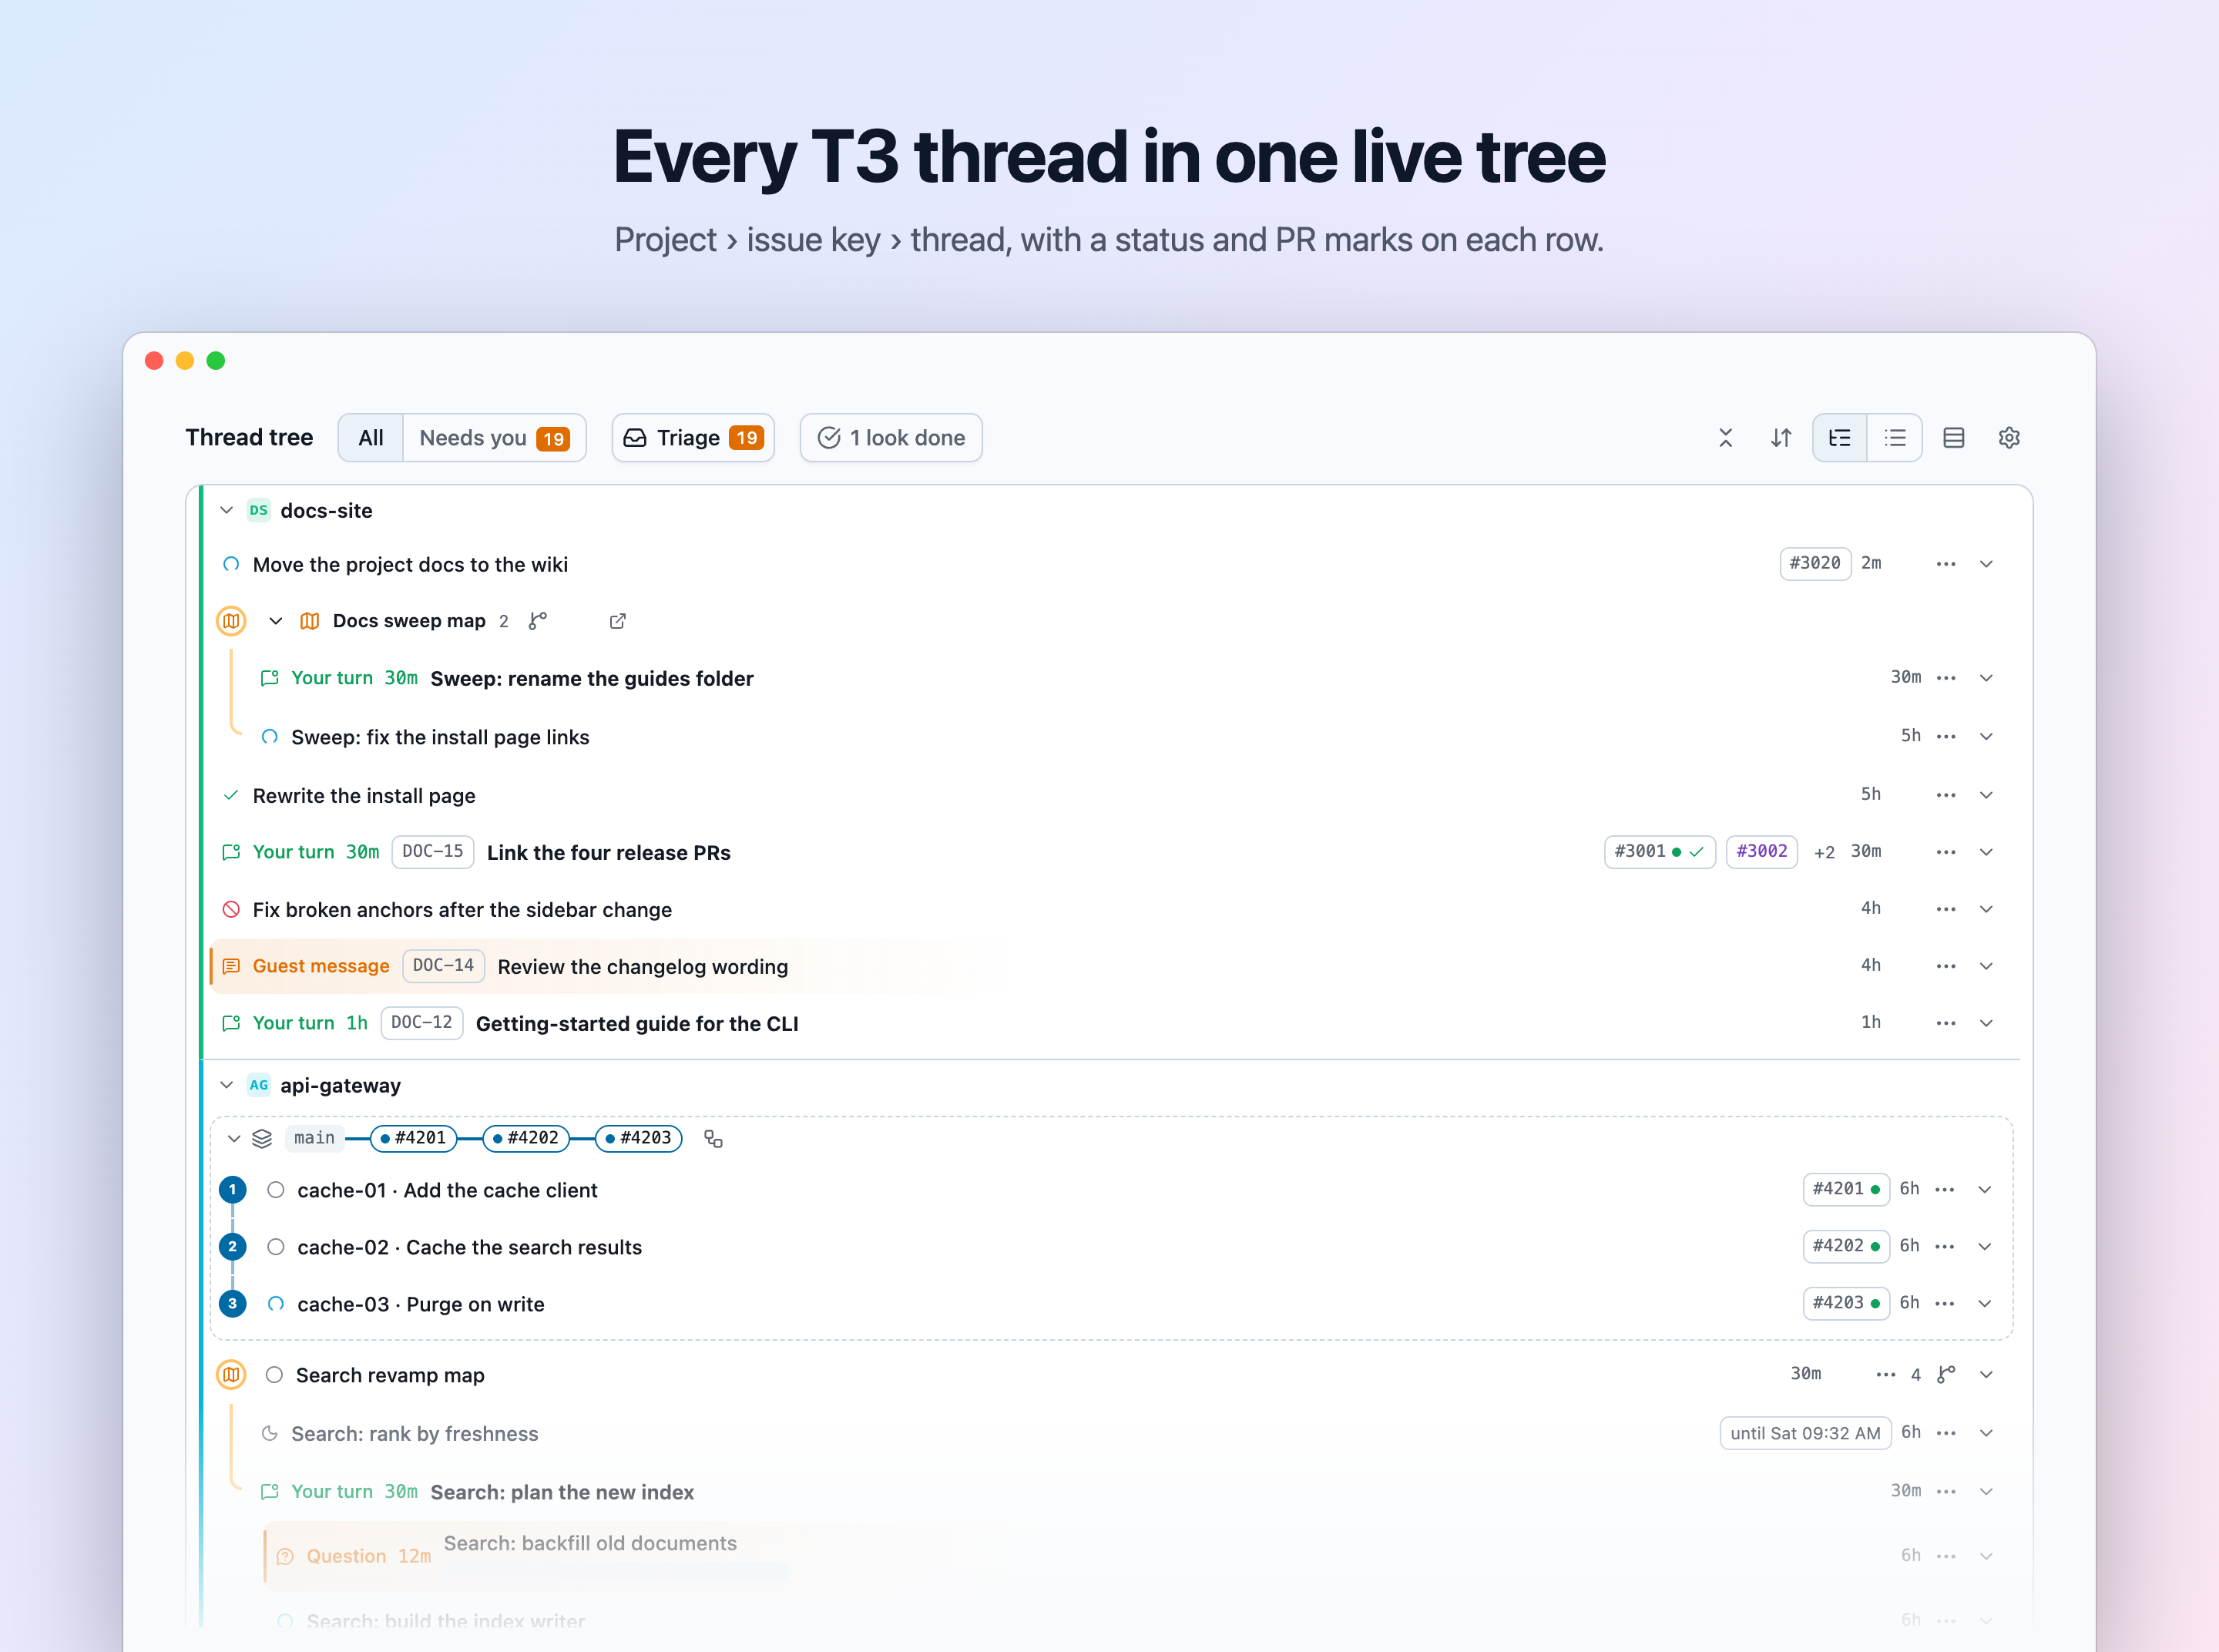 Every T3 thread in one live tree
Project › issue key › thread, with a status and PR marks on each row.
Thread tree All Needs you 19 Triage 19 1 look done
DS docs-site
Move the project docs to the wiki #3020 2m
Docs sweep map 2
Your turn 30m Sweep: rename the guides folder 30m
Sweep: fix the install page links 5h
Rewrite the install page 5h
Your turn 30m DOC-15 Link the four release PRs #3001 #3002 +2 30m
Fix broken anchors after the sidebar change 4h
Guest message DOC-14 Review the changelog wording 4h
Your turn 1h DOC-12 Getting-started guide for the CLI 1h
AG api-gateway
main #4201 #4202 #4203
1 cache-01 · Add the cache client #4201 6h
2 cache-02 · Cache the search results #4202 6h
3 cache-03 · Purge on write #4203 6h
Search revamp map 30m 4
Search: rank by freshness until Sat 09:32 AM 6h
Your turn 30m Search: plan the new index 30m
Question 12m Search: backfill old documents 6h
Search: build the index writer 6h